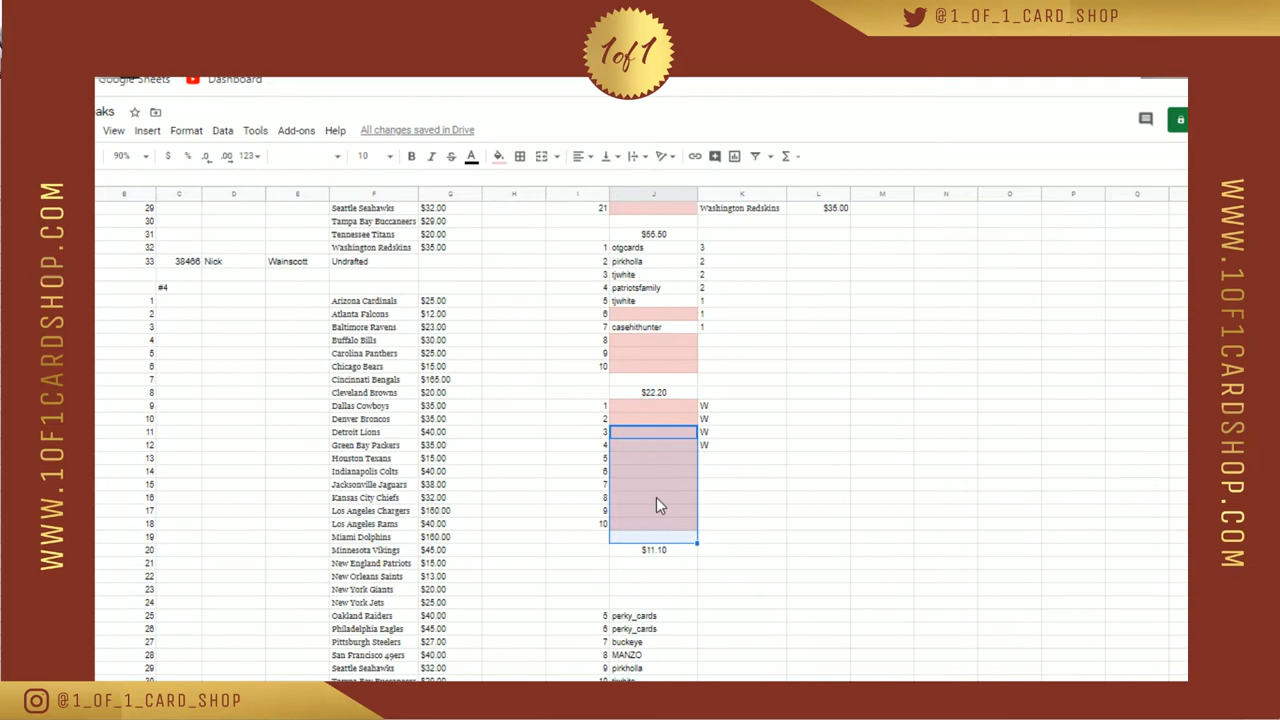 @1_OF_1_CARD_SHOP
1 of 1
Google Sheets Dashboard
aks
View Insert Format Data Tools Add-ons Help All changes saved in Drive
90% $ % .0 .00 123 10 B I S A
B C D E F G H I J K L M N O P Q
29 Seattle Seahawks $32.00 21 Washington Redskins $35.00
30 Tampa Bay Buccaneers $29.00
31 Tennessee Titans $20.00 $55.50
32 Washington Redskins $35.00 1 otgcards 3
33 38466 Nick Wainscott Undrafted 2 pirkholla 2
3 tjwhite 2
#4 4 patriotsfamily 2
1 Arizona Cardinals $25.00 5 tjwhite 1
2 Atlanta Falcons $12.00 6 1
3 Baltimore Ravens $23.00 7 casehithunter 1
4 Buffalo Bills $30.00 8
5 Carolina Panthers $25.00 9
6 Chicago Bears $15.00 10
7 Cincinnati Bengals $165.00
8 Cleveland Browns $20.00 $22.20
9 Dallas Cowboys $35.00 1 W
10 Denver Broncos $35.00 2 W
11 Detroit Lions $40.00 3 W
12 Green Bay Packers $35.00 4 W
13 Houston Texans $15.00 5
14 Indianapolis Colts $40.00 6
15 Jacksonville Jaguars $38.00 7
16 Kansas City Chiefs $32.00 8
17 Los Angeles Chargers $160.00 9
18 Los Angeles Rams $40.00 10
19 Miami Dolphins $160.00
20 Minnesota Vikings $45.00 $11.10
21 New England Patriots $15.00
22 New Orleans Saints $13.00
23 New York Giants $20.00
24 New York Jets $25.00
25 Oakland Raiders $40.00 5 perky_cards
26 Philadelphia Eagles $45.00 6 perky_cards
27 Pittsburgh Steelers $27.00 7 buckeye
28 San Francisco 49ers $40.00 8 MANZO
29 Seattle Seahawks $32.00 9 pirkholla
WWW.1OF1CARDSHOP.COM
WWW.1OF1CARDSHOP.COM
@1_OF_1_CARD_SHOP